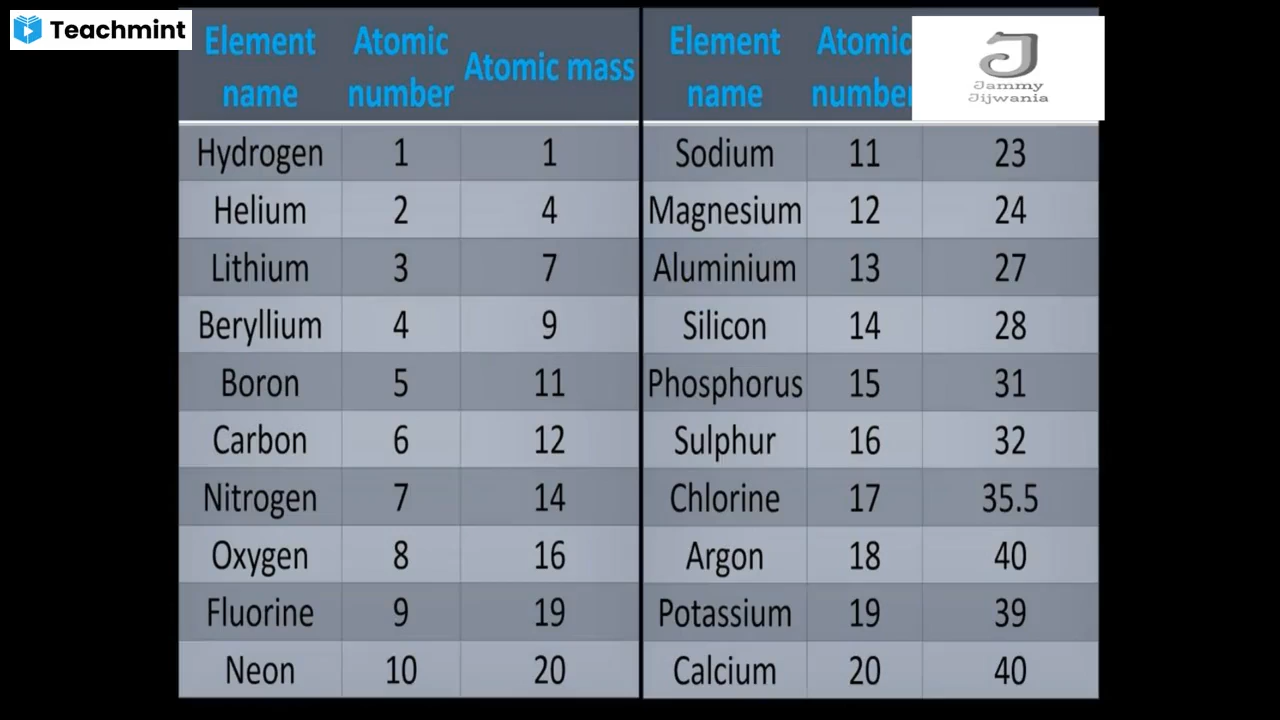 Teachmint
Element name Atomic number Atomic mass Element name Atomic number
Jammy
Jijwania
Hydrogen 1 1 Sodium 11 23
Helium 2 4 Magnesium 12 24
Lithium 3 7 Aluminium 13 27
Beryllium 4 9 Silicon 14 28
Boron 5 11 Phosphorus 15 31
Carbon 6 12 Sulphur 16 32
Nitrogen 7 14 Chlorine 17 35.5
Oxygen 8 16 Argon 18 40
Fluorine 9 19 Potassium 19 39
Neon 10 20 Calcium 20 40